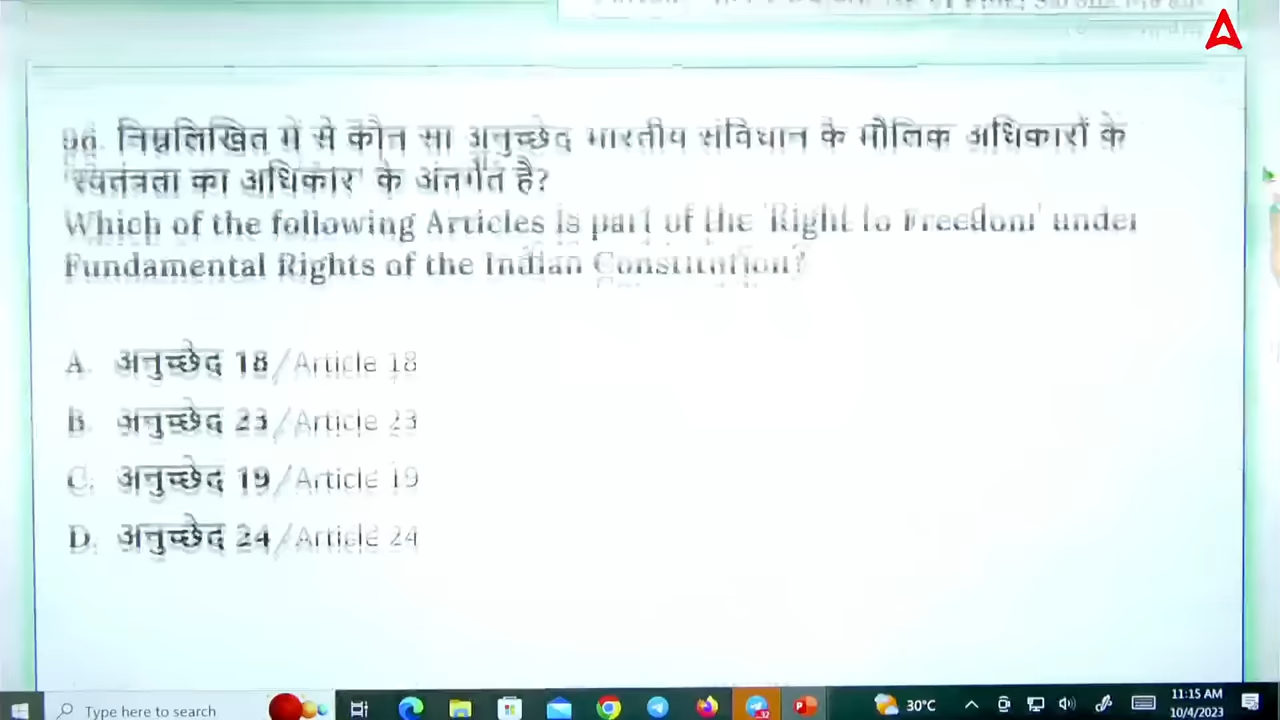 96. निम्नलिखित में से कौन सा अनुच्छेद भारतीय संविधान के मौलिक अधिकारों के
'स्वतंत्रता का अधिकार' के अंतर्गत है?
Which of the following Articles is part of the 'Right to Freedom' under
Fundamental Rights of the Indian Constitution?
A. अनुच्छेद 18/Article 18
B. अनुच्छेद 23/Article 23
C. अनुच्छेद 19/Article 19
D. अनुच्छेद 24/Article 24
Type here to search
30°C
11:15 AM
10/4/2023